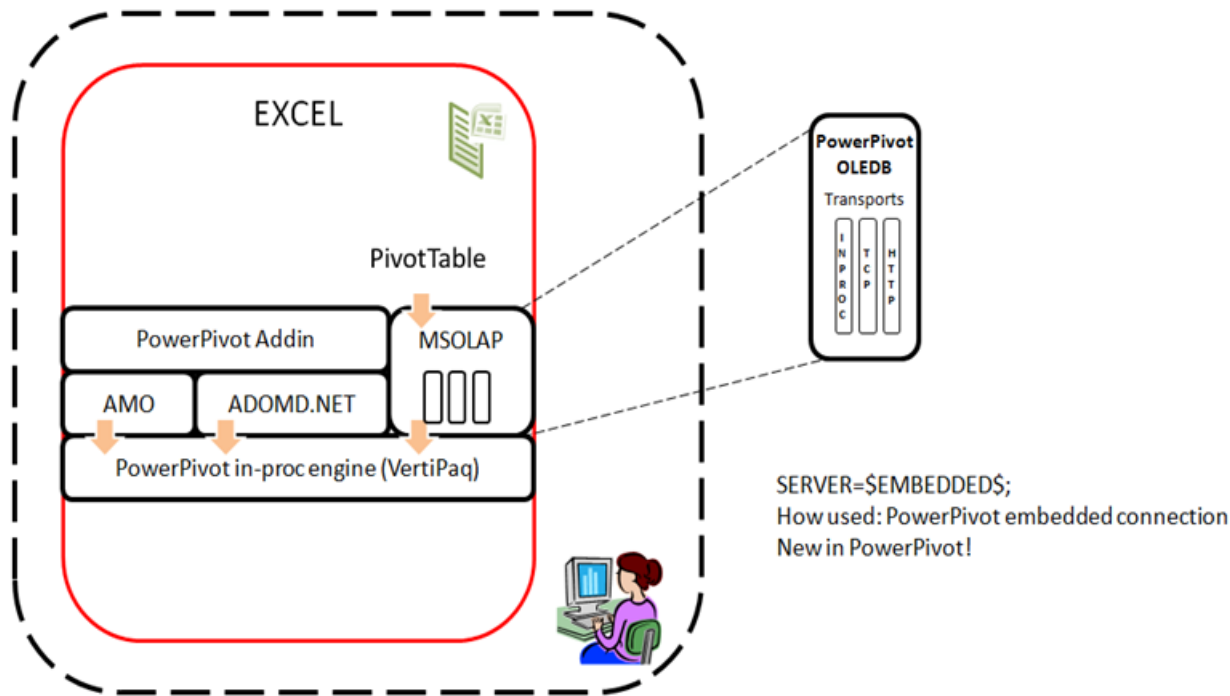 EXCEL
PivotTable
PowerPivot Addin
MSOLAP
AMO
ADOMD.NET
PowerPivot in-proc engine (VertiPaq)
PowerPivot
OLEDB
Transports
INPROC
TCP
HTTP
SERVER=$EMBEDDED$;
How used: PowerPivot embedded connection
New in PowerPivot!